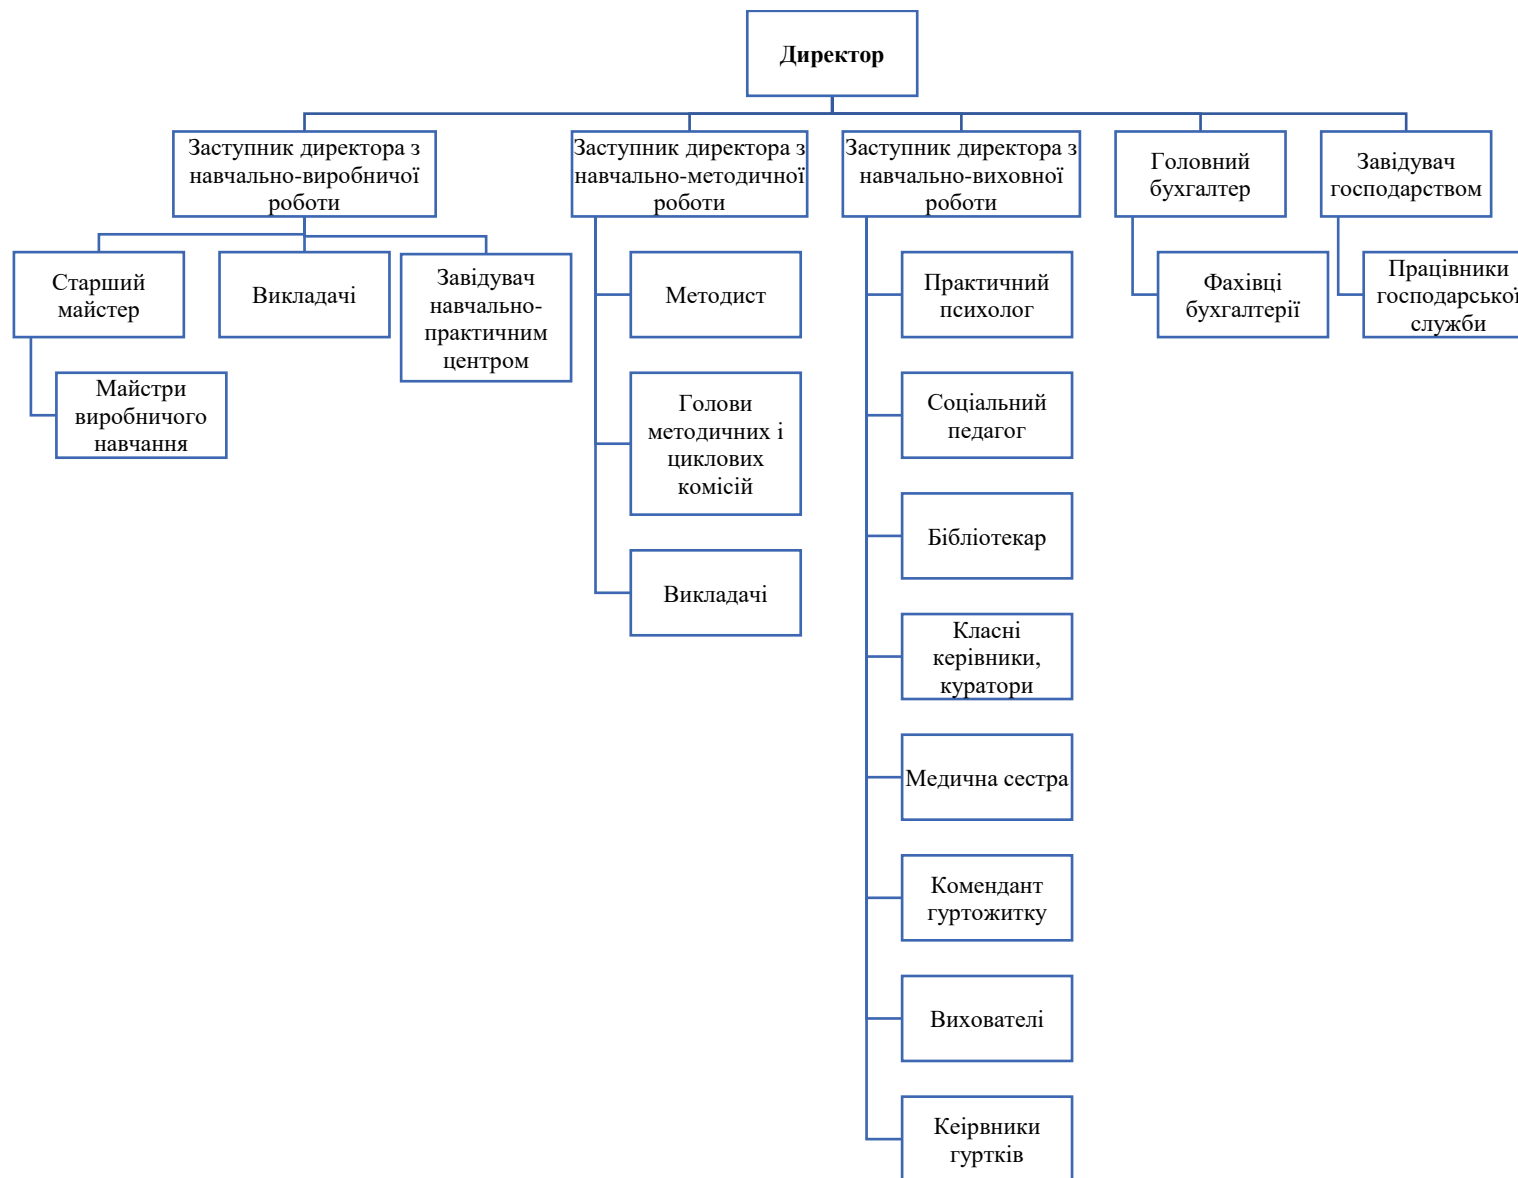 Директор
Заступник директора з
навчально-виробничої
роботи
Заступник директора з
навчально-методичної
роботи
Заступник директора з
навчально-виховної
роботи
Головний
бухгалтер
Завідувач
господарством
Старший
майстер
Викладачі
Завідувач
навчально-
практичним
центром
Майстри
виробничого
навчання
Методист
Голови
методичних і
циклових
комісій
Викладачі
Практичний
психолог
Соціальний
педагог
Бібліотекар
Класні
керівники,
куратори
Медична сестра
Комендант
гуртожитку
Вихователі
Кеірвники
гуртків
Фахівці
бухгалтерії
Працівники
господарської
служби